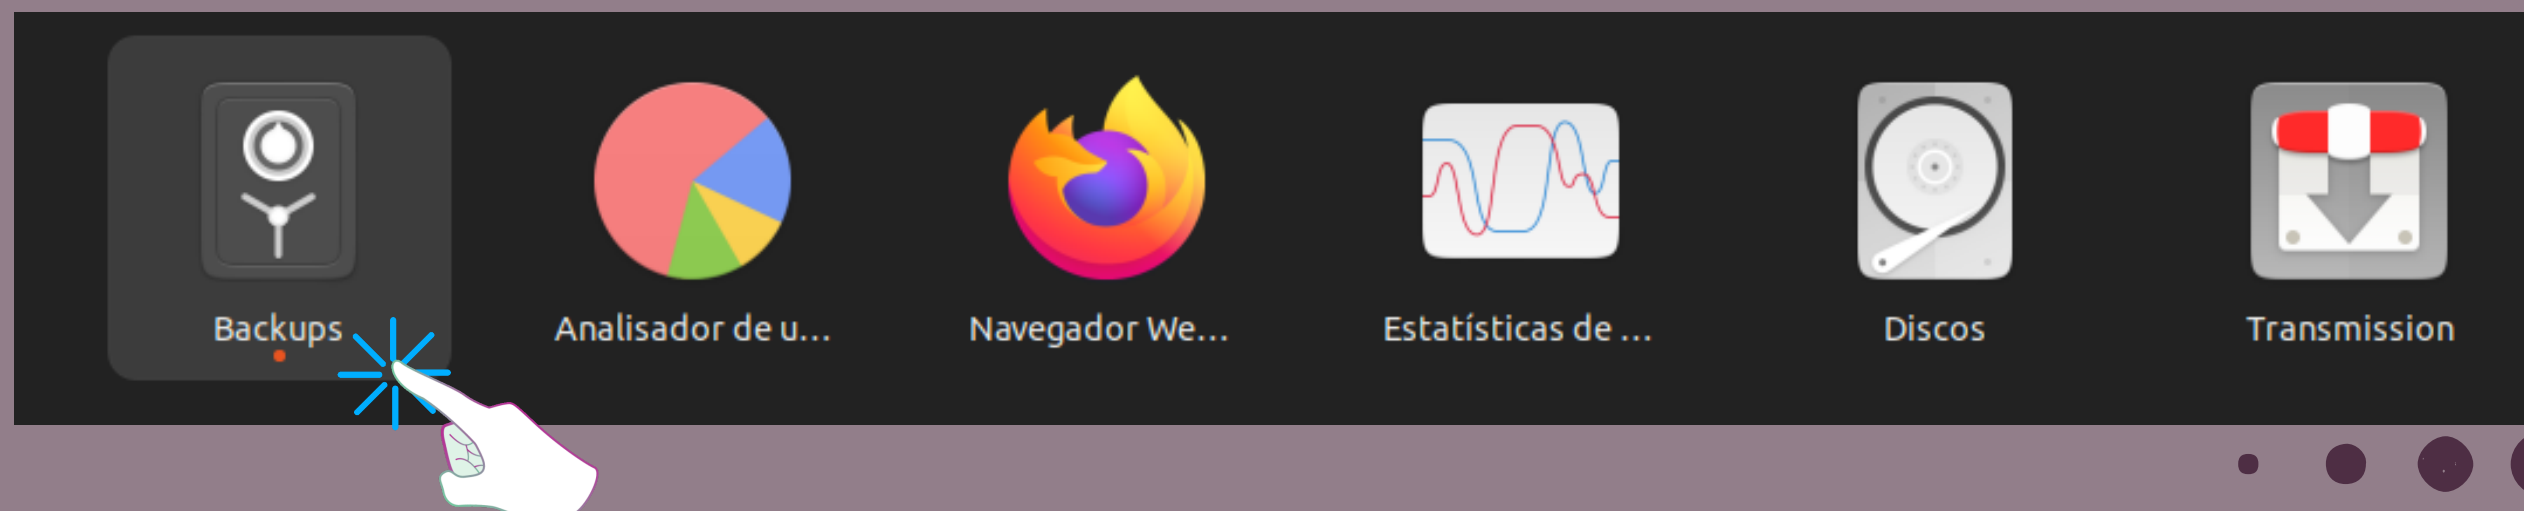 Backups
Analisador de u...
Navegador We...
Estatísticas de ...
Discos
Transmission